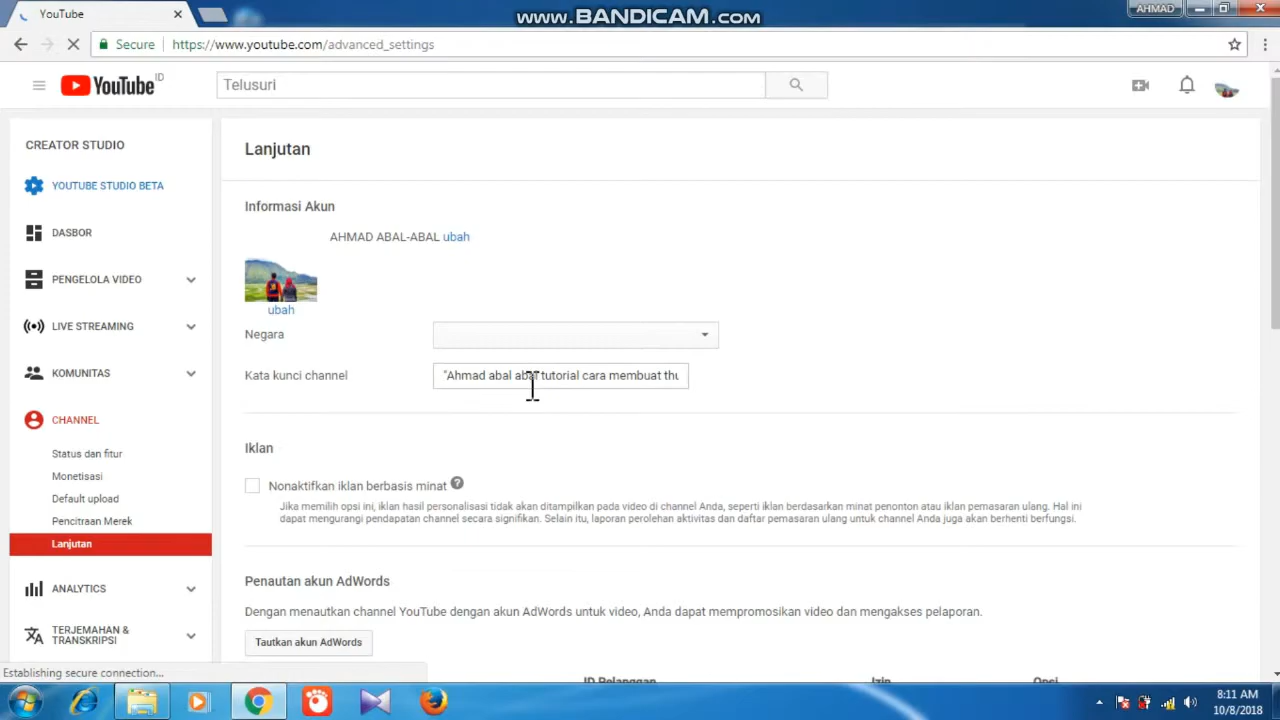 YouTube
www.BANDICAM.com
AHMAD
Secure
https://www.youtube.com/advanced_settings
YouTube ID
Telusuri
CREATOR STUDIO
YOUTUBE STUDIO BETA
DASBOR
PENGELOLA VIDEO
LIVE STREAMING
KOMUNITAS
CHANNEL
Status dan fitur
Monetisasi
Default upload
Pencitraan Merek
Lanjutan
ANALYTICS
TERJEMAHAN &
TRANSKRIPSI
Lanjutan
Informasi Akun
AHMAD ABAL-ABAL ubah
ubah
Negara
Kata kunci channel
"Ahmad abal abal tutorial cara membuat thu
Iklan
Nonaktifkan iklan berbasis minat ?
Jika memilih opsi ini, iklan hasil personalisasi tidak akan ditampilkan pada video di channel Anda, seperti iklan berdasarkan minat penonton atau iklan pemasaran ulang. Hal ini
dapat mengurangi pendapatan channel secara signifikan. Selain itu, laporan perolehan aktivitas dan daftar pemasaran ulang untuk channel Anda juga akan berhenti berfungsi.
Penautan akun AdWords
Dengan menautkan channel YouTube dengan akun AdWords untuk video, Anda dapat mempromosikan video dan mengakses pelaporan.
Tautkan akun AdWords
ID Pelanggan Izin Opsi
Establishing secure connection...
8:11 AM
10/8/2018